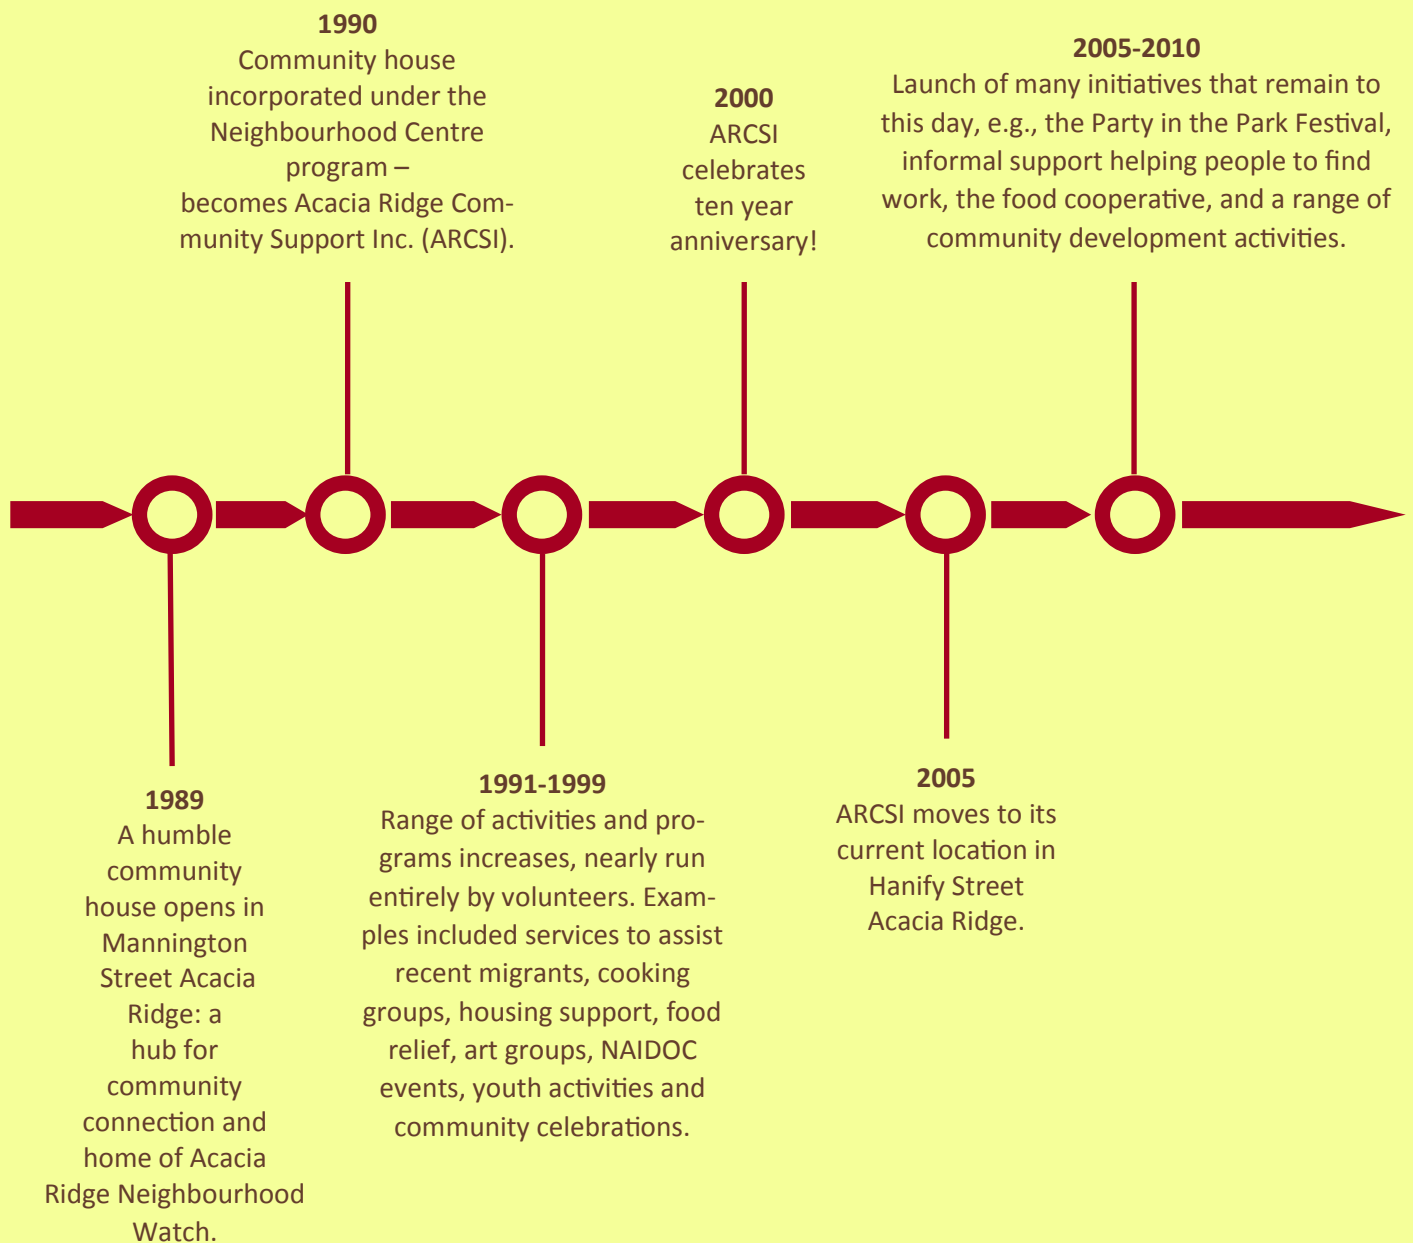 1990
Community house
incorporated under the
Neighbourhood Centre
program –
becomes Acacia Ridge Com-
munity Support Inc. (ARCSI).
2000
ARCSI
celebrates
ten year
anniversary!
2005-2010
Launch of many initiatives that remain to
this day, e.g., the Party in the Park Festival,
informal support helping people to find
work, the food cooperative, and a range of
community development activities.
1989
A humble
community
house opens in
Mannington
Street Acacia
Ridge: a
hub for
community
connection and
home of Acacia
Ridge Neighbourhood
Watch.
1991-1999
Range of activities and pro-
grams increases, nearly run
entirely by volunteers. Exam-
ples included services to assist
recent migrants, cooking
groups, housing support, food
relief, art groups, NAIDOC
events, youth activities and
community celebrations.
2005
ARCSI moves to its
current location in
Hanify Street
Acacia Ridge.